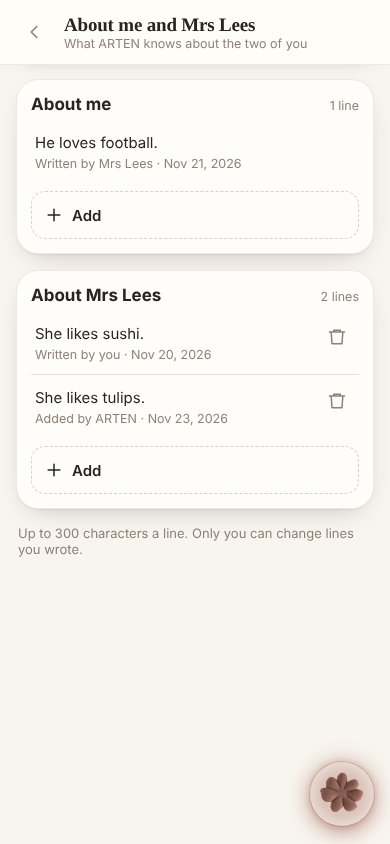 About me and Mrs Lees
What ARTEN knows about the two of you
About me
1 line
He loves football.
Written by Mrs Lees · Nov 21, 2026
Add
About Mrs Lees
2 lines
She likes sushi.
Written by you · Nov 20, 2026
She likes tulips.
Added by ARTEN · Nov 23, 2026
Add
Up to 300 characters a line. Only you can change lines
you wrote.